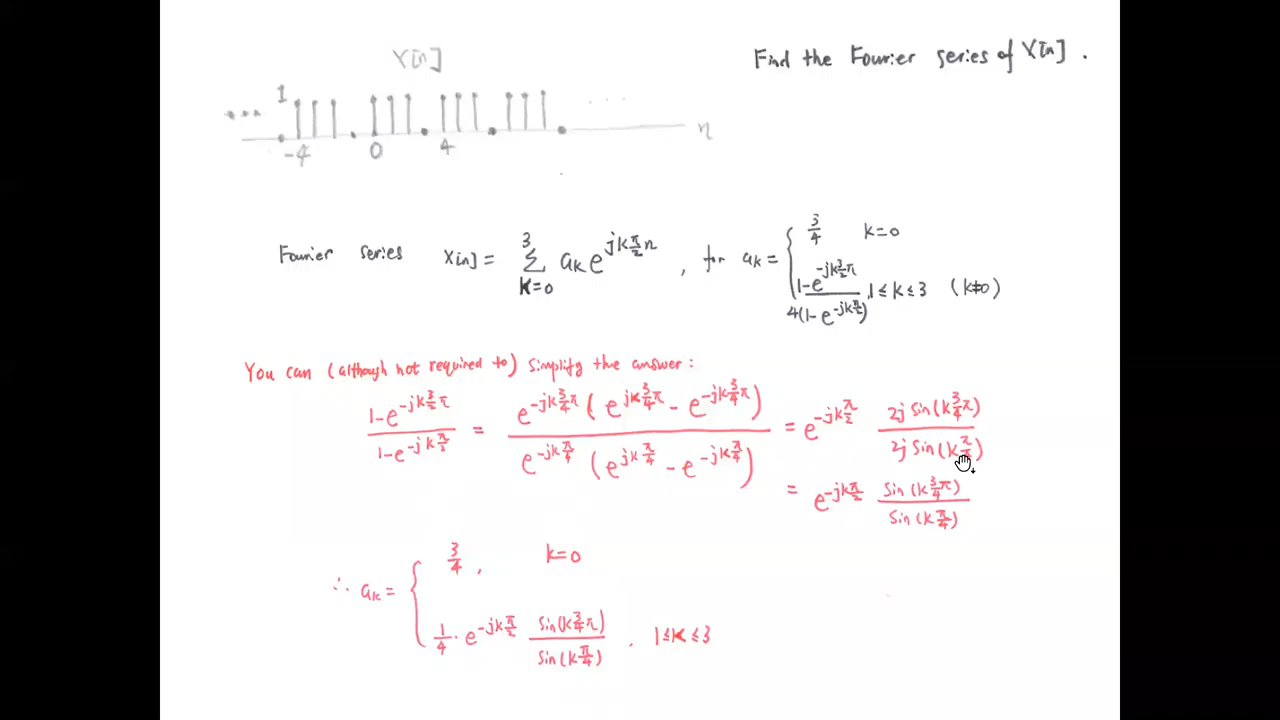 Find the Fourier series of X[n].
X[n]
... 1 ...
-4 0 4 n
Fourier series X[n] = 3 Σ k=0 aₖ e^{jk π/2 n}, for aₖ = { 3/4 k=0
(1-e^{-jk 3/2 π}) / (4(1-e^{-jk π/2})), 1≤k≤3 (k≠0)
You can (although not required to) simplify the answer:
(1-e^{-jk 3/2 π}) / (1-e^{-jk π/2}) = (e^{-jk 3/4 π} (e^{jk 3/4 π} - e^{-jk 3/4 π})) / (e^{-jk π/4} (e^{jk π/4} - e^{-jk π/4})) = e^{-jk π/2} (2j sin(k 3/4 π)) / (2j sin(k π/4))
= e^{-jk π/2} (sin(k 3/4 π)) / (sin(k π/4))
∴ aₖ = { 3/4, k=0
1/4 · e^{-jk π/2} (sin(k 3/4 π)) / (sin(k π/4)), 1≤k≤3